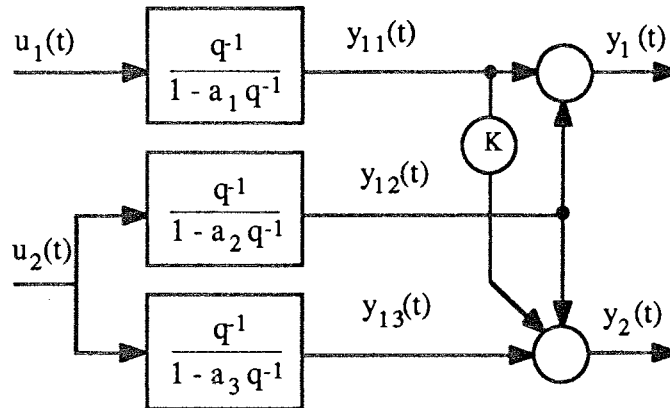 u1(t)
q-1
1 - a1 q-1
y11(t)
y1(t)
K
q-1
1 - a2 q-1
y12(t)
u2(t)
q-1
1 - a3 q-1
y13(t)
y2(t)